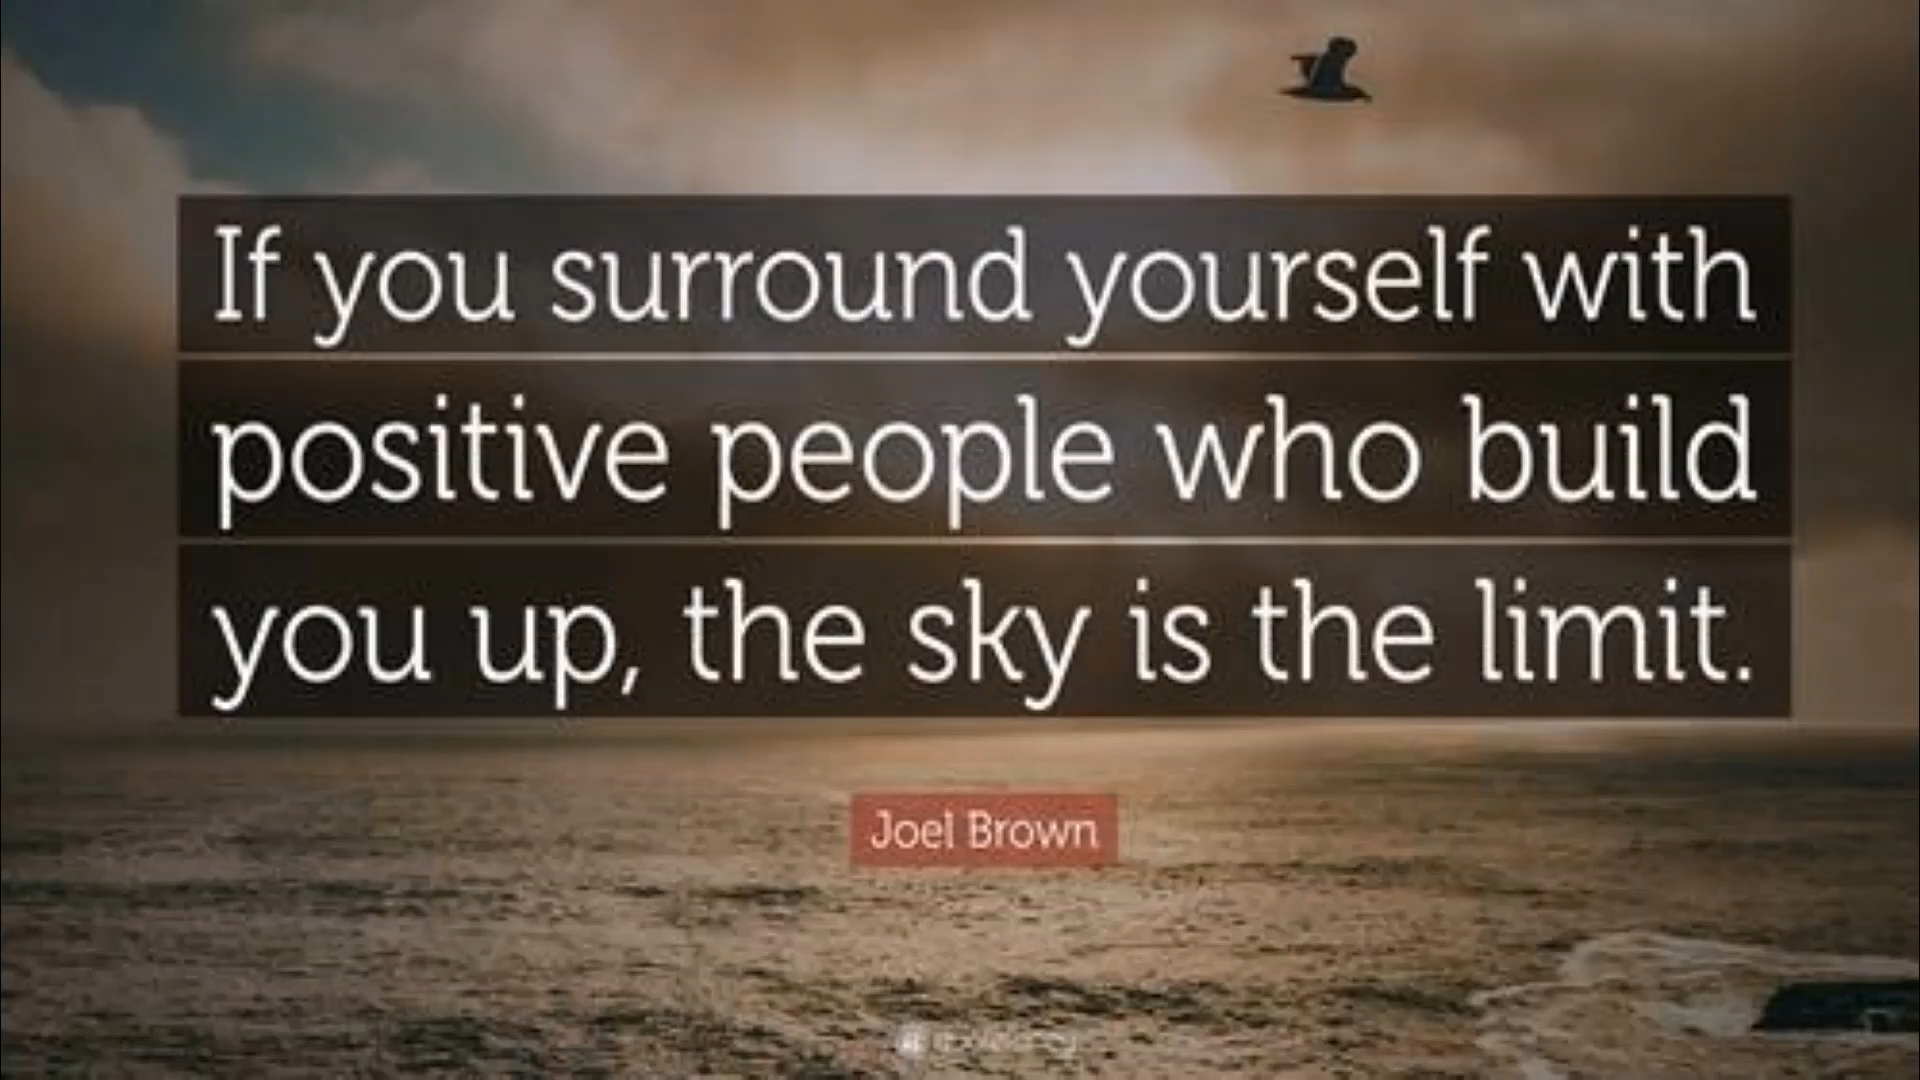 If you surround yourself with
positive people who build
you up, the sky is the limit.
Joel Brown